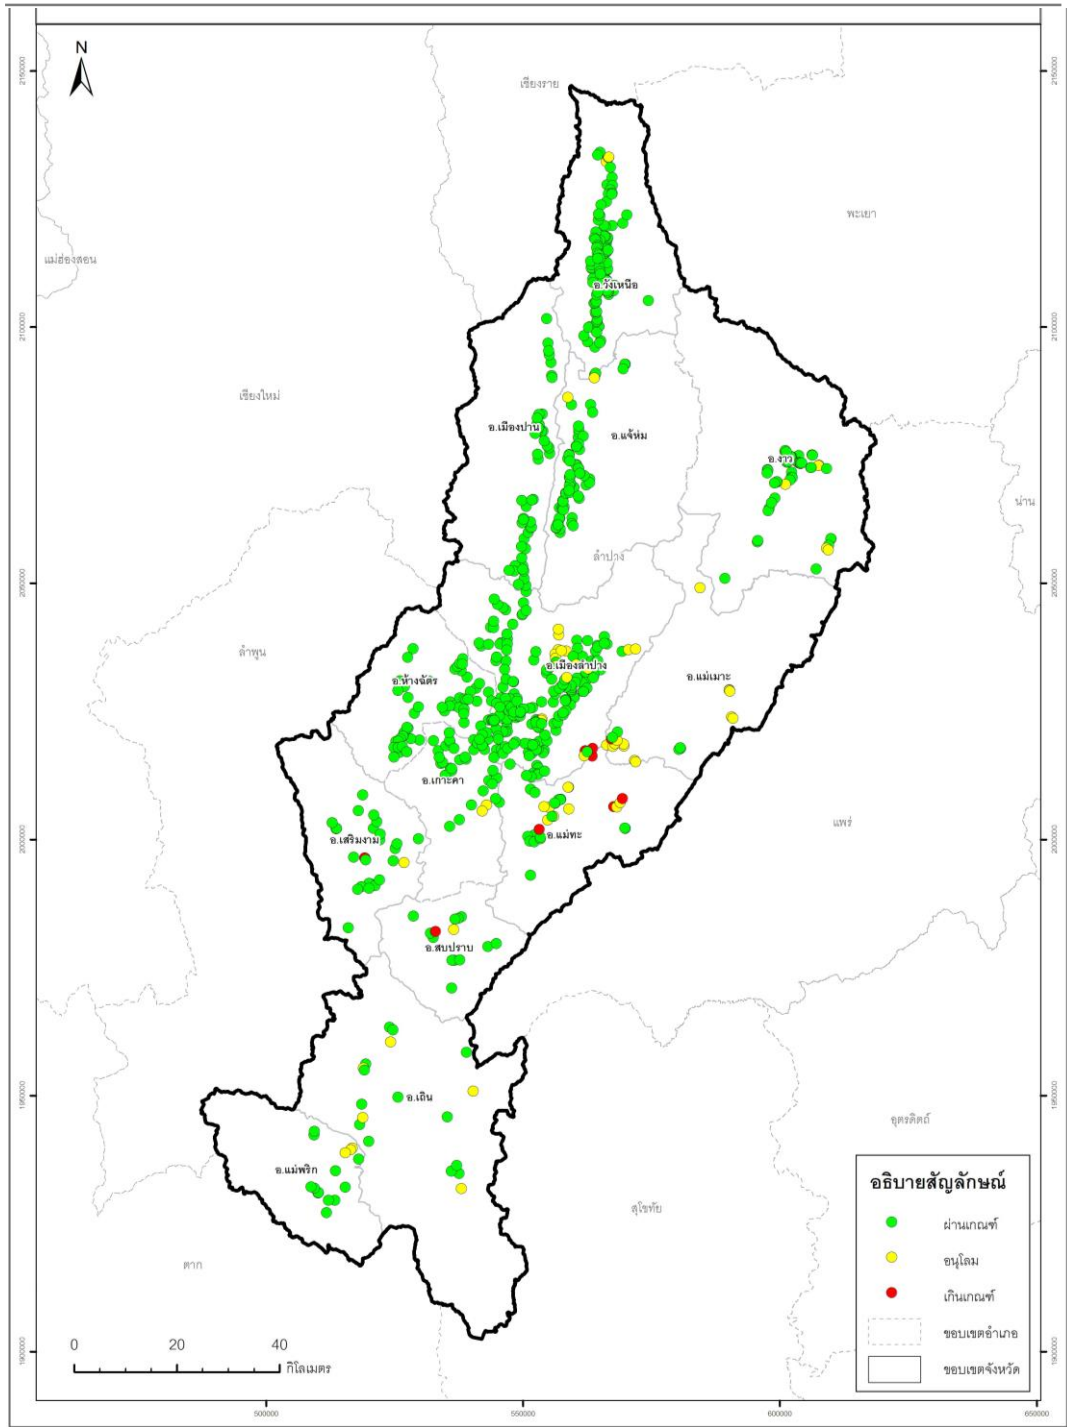 N
เชียงราย
พะเยา
แม่ฮ่องสอน
อ.วังเหนือ
เชียงใหม่
อ.เมืองปาน
อ.แจ้ห่ม
อ.งาว
น่าน
ลำปาง
ลำพูน
อ.เมืองลำปาง
อ.ห้างฉัตร
อ.แม่เมาะ
อ.เกาะคา
แพร่
อ.แม่ทะ
อ.เสริมงาม
อ.สบปราบ
อ.เถิน
อุตรดิตถ์
อ.แม่พริก
สุโขทัย
ตาก
อธิบายสัญลักษณ์
ผ่านเกณฑ์
อนุโลม
เกินเกณฑ์
ขอบเขตอำเภอ
ขอบเขตจังหวัด
0 20 40
กิโลเมตร
2150000 2150000
2100000 2100000
2050000 2050000
2000000 2000000
1950000 1950000
1900000 1900000
500000 550000 600000 650000